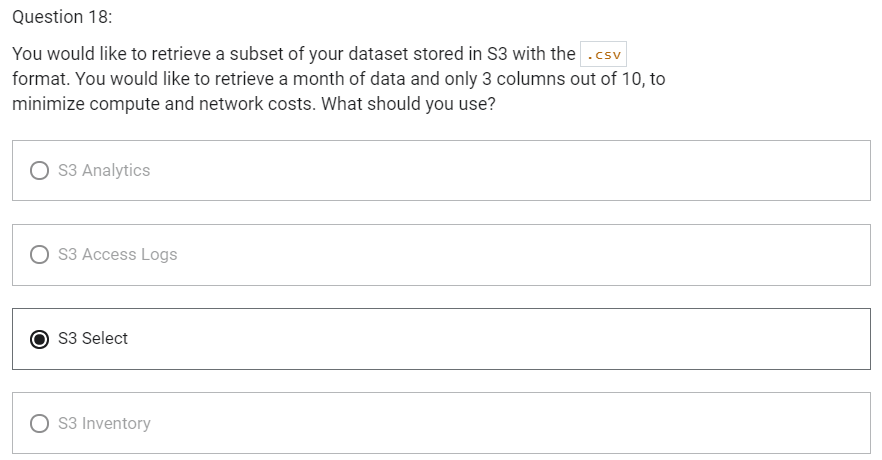 Question 18:
You would like to retrieve a subset of your dataset stored in S3 with the .csv
format. You would like to retrieve a month of data and only 3 columns out of 10, to
minimize compute and network costs. What should you use?
S3 Analytics
S3 Access Logs
S3 Select
S3 Inventory